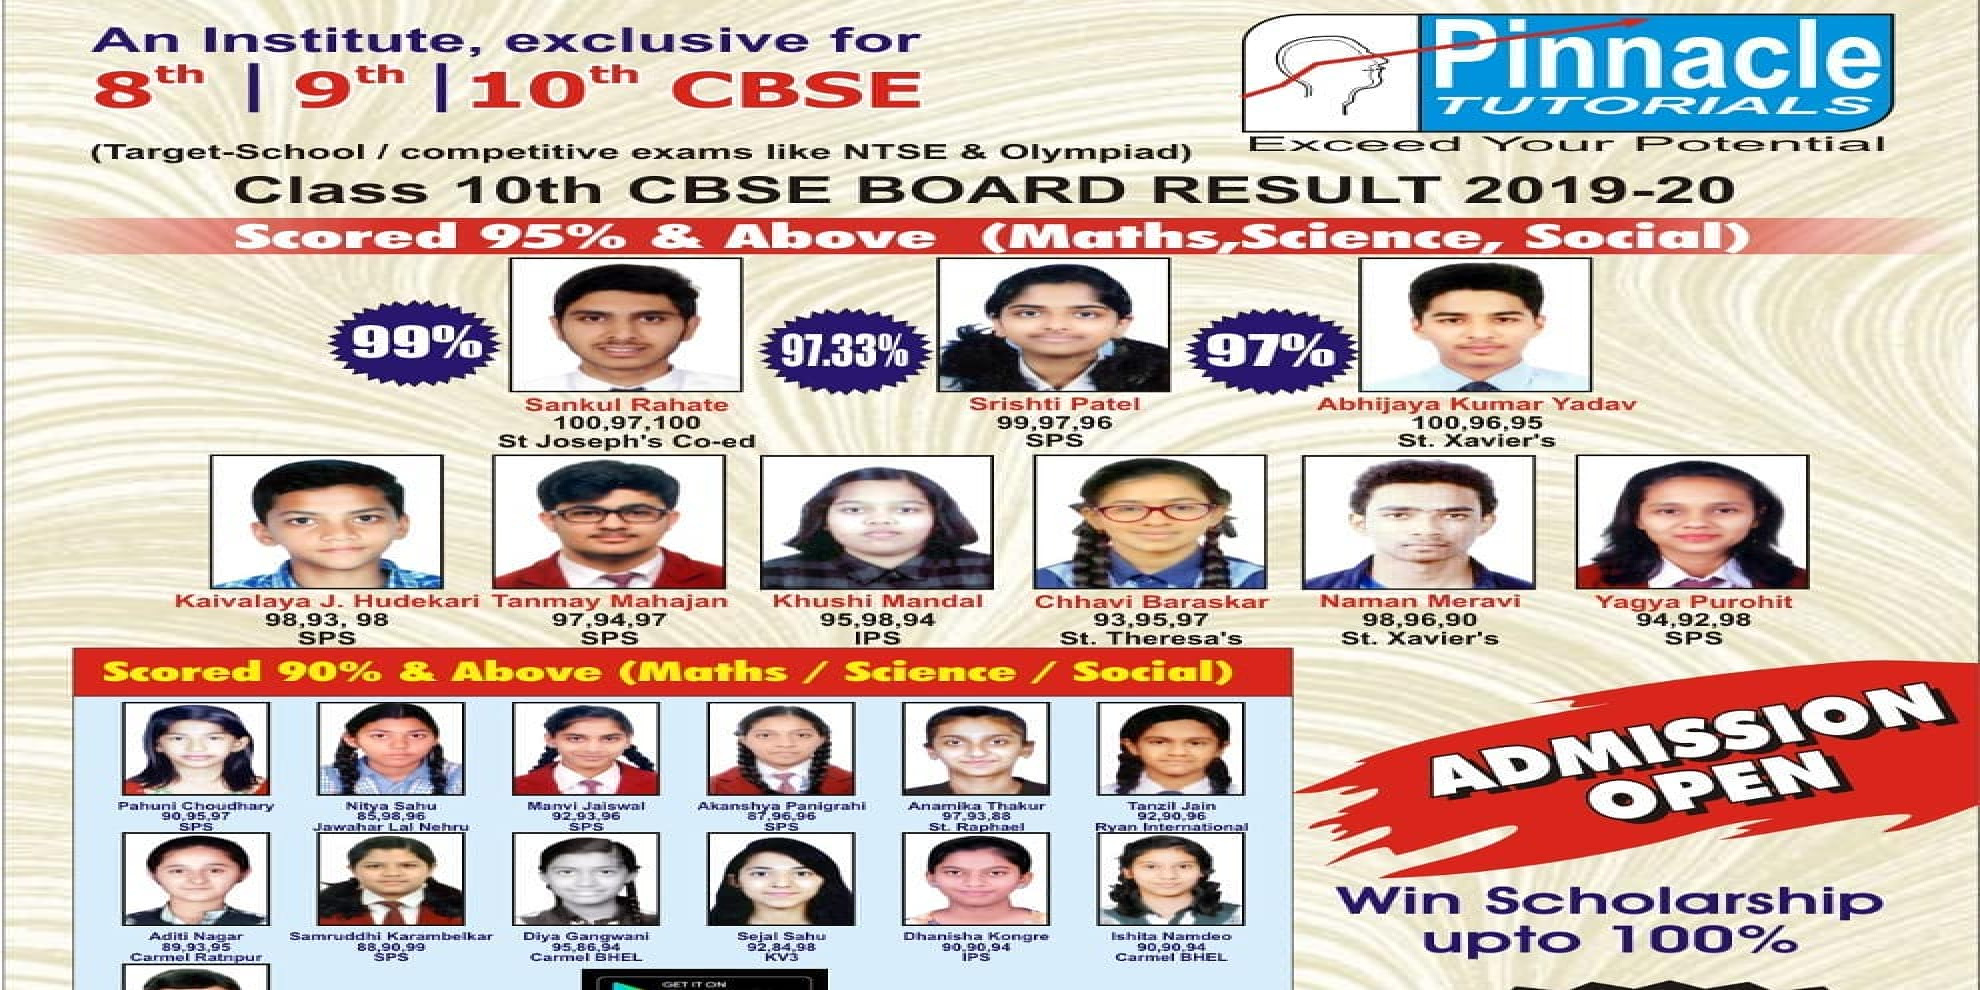 An Institute, exclusive for
8th | 9th | 10th CBSE
(Target-School / competitive exams like NTSE & Olympiad)
Pinnacle
TUTORIALS
Exceed Your Potential
Class 10th CBSE BOARD RESULT 2019-20
Scored 95% & Above (Maths,Science, Social)
99% 97.33% 97%
Sankul Rahate Srishti Patel Abhijaya Kumar Yadav
100,97,100 99,97,96 100,96,95
St Joseph's Co-ed SPS St. Xavier's
Kaivalaya J. Hudekari Tanmay Mahajan Khushi Mandal Chhavi Baraskar Naman Meravi Yagya Purohit
98,93, 98 97,94,97 95,98,94 93,95,97 98,96,90 94,92,98
SPS SPS IPS St. Theresa's St. Xavier's SPS
Scored 90% & Above (Maths / Science / Social)
Pahuni Choudhary Nitya Sahu Manvi Jaiswal Akanshya Panigrahi Anamika Thakur Tanzil Jain
90,95,97 85,98,96 92,93,96 87,96,96 97,93,88 92,90,96
SPS Jawahar Lal Nehru SPS SPS St. Raphael Ryan International
Aditi Nagar Samruddhi Karambelkar Diya Gangwani Sejal Sahu Dhanisha Kongre Ishita Namdeo
89,93,95 88,90,99 95,86,94 92,84,98 90,90,94 90,90,94
Carmel Ratnpur SPS Carmel BHEL KV3 IPS Carmel BHEL
GET IT ON
ADMISSION
OPEN
Win Scholarship
upto 100%